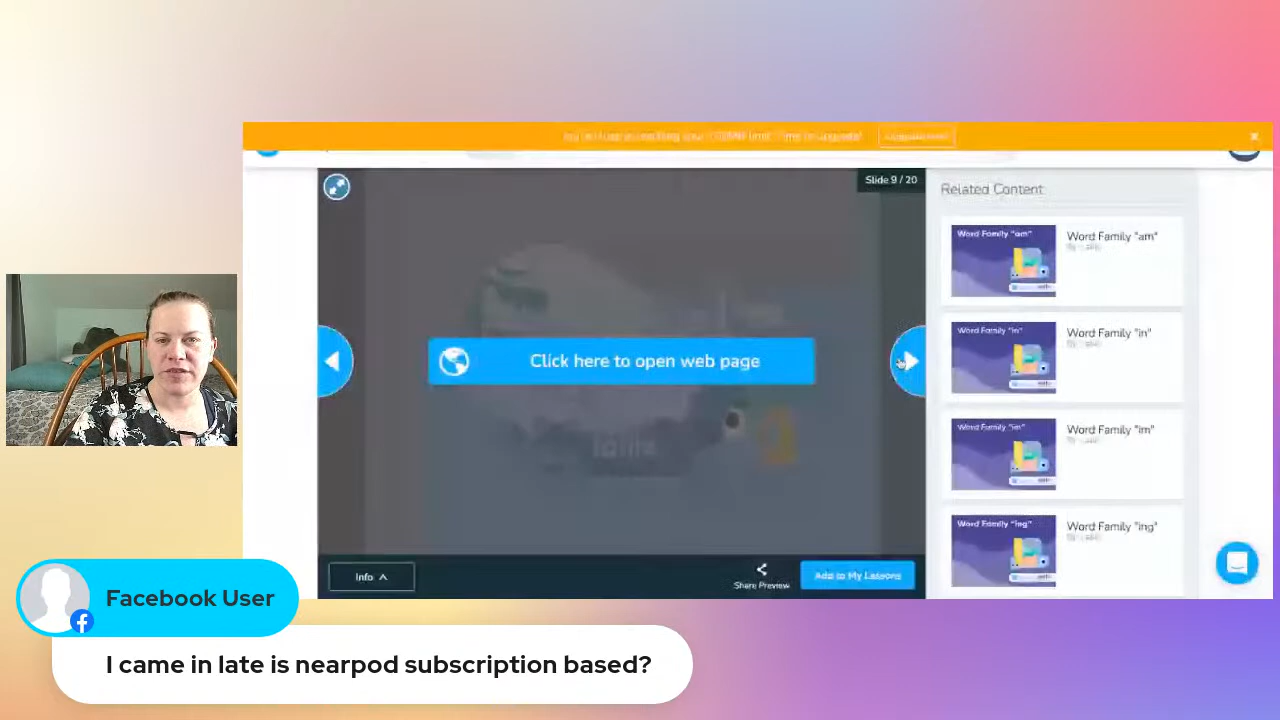 Slide 9 / 20
Related Content
Word Family "am"
Word Family "am"
Click here to open web page
Word Family "in"
Word Family "in"
Word Family "im"
Word Family "im"
Word Family "ing"
Word Family "ing"
Info
Share Preview
Add to My Lessons
Facebook User
I came in late is nearpod subscription based?